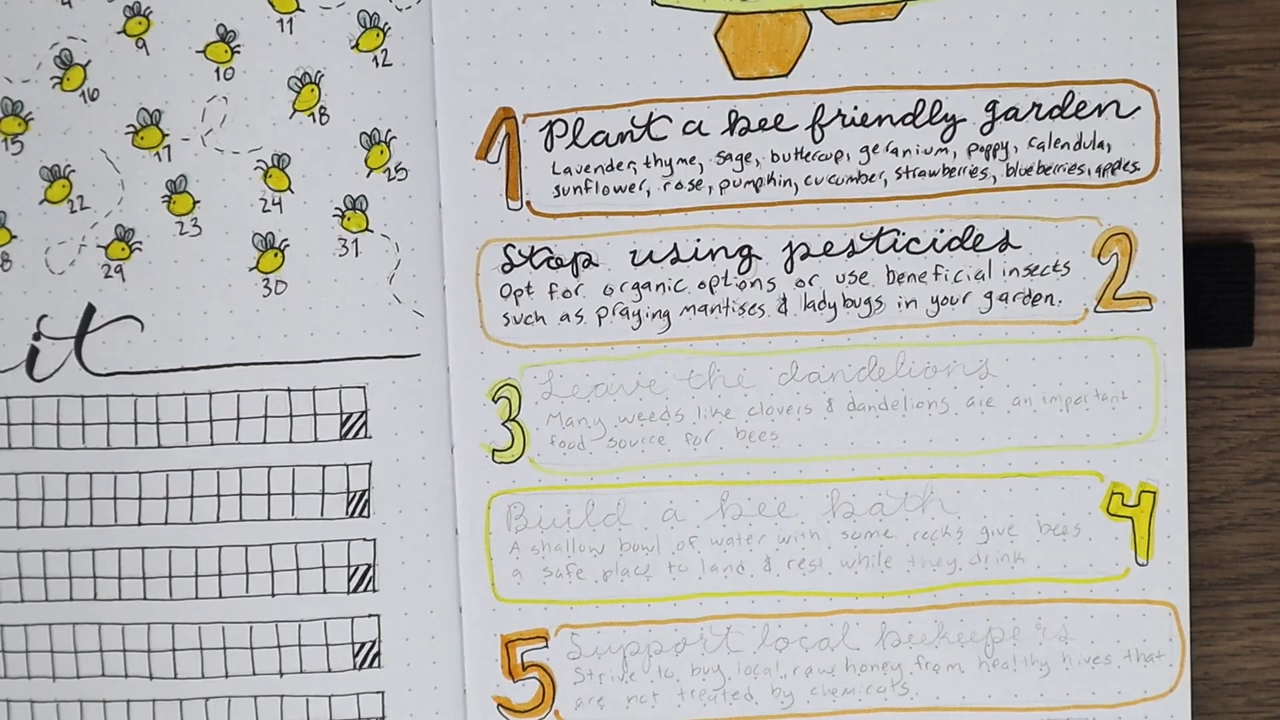 9
10
11
12
16
15
17
18
22
23
24
25
8
29
30
31
it
1 Plant a bee friendly garden
Lavender, thyme, sage, buttercup, geranium, poppy, calendula,
sunflower, rose, pumpkin, cucumber, strawberries, blueberries, apples.
Stop using pesticides 2
Opt for organic options or use beneficial insects
such as praying mantises & ladybugs in your garden.
3 Leave the dandelions
Many weeds like clovers & dandelions are an important
food source for bees
Build a bee bath 4
A shallow bowl of water with some rocks give bees
a safe place to land & rest while they drink
5 Support local beekeepers
Strive to buy local, raw honey from healthy hives that
are not treated by chemicals.